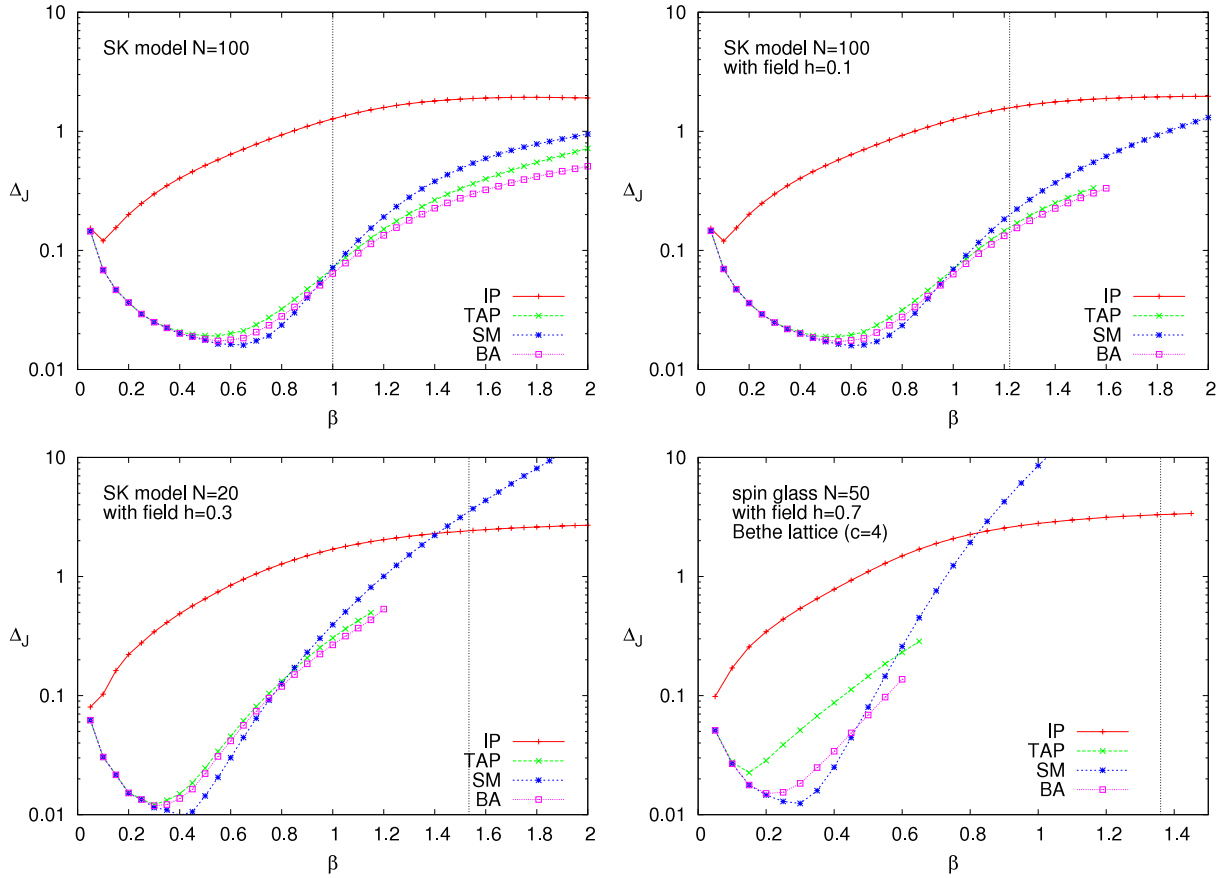 10
1
0.1
0.01
Δ_J
SK model N=100
IP
TAP
SM
BA
0 0.2 0.4 0.6 0.8 1 1.2 1.4 1.6 1.8 2
β
10
1
0.1
0.01
Δ_J
SK model N=100
with field h=0.1
IP
TAP
SM
BA
0 0.2 0.4 0.6 0.8 1 1.2 1.4 1.6 1.8 2
β
10
1
0.1
0.01
Δ_J
SK model N=20
with field h=0.3
IP
TAP
SM
BA
0 0.2 0.4 0.6 0.8 1 1.2 1.4 1.6 1.8 2
β
10
1
0.1
0.01
Δ_J
spin glass N=50
with field h=0.7
Bethe lattice (c=4)
IP
TAP
SM
BA
0 0.2 0.4 0.6 0.8 1 1.2 1.4
β